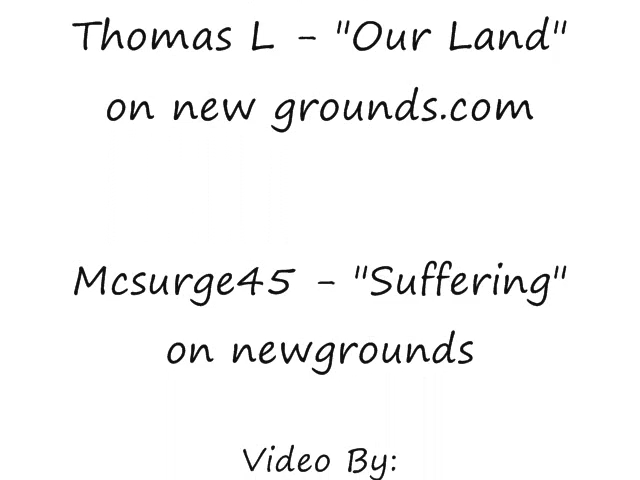 Thomas L - "Our Land"
on new grounds.com
Mcsurge45 - "Suffering"
on newgrounds
Video By: